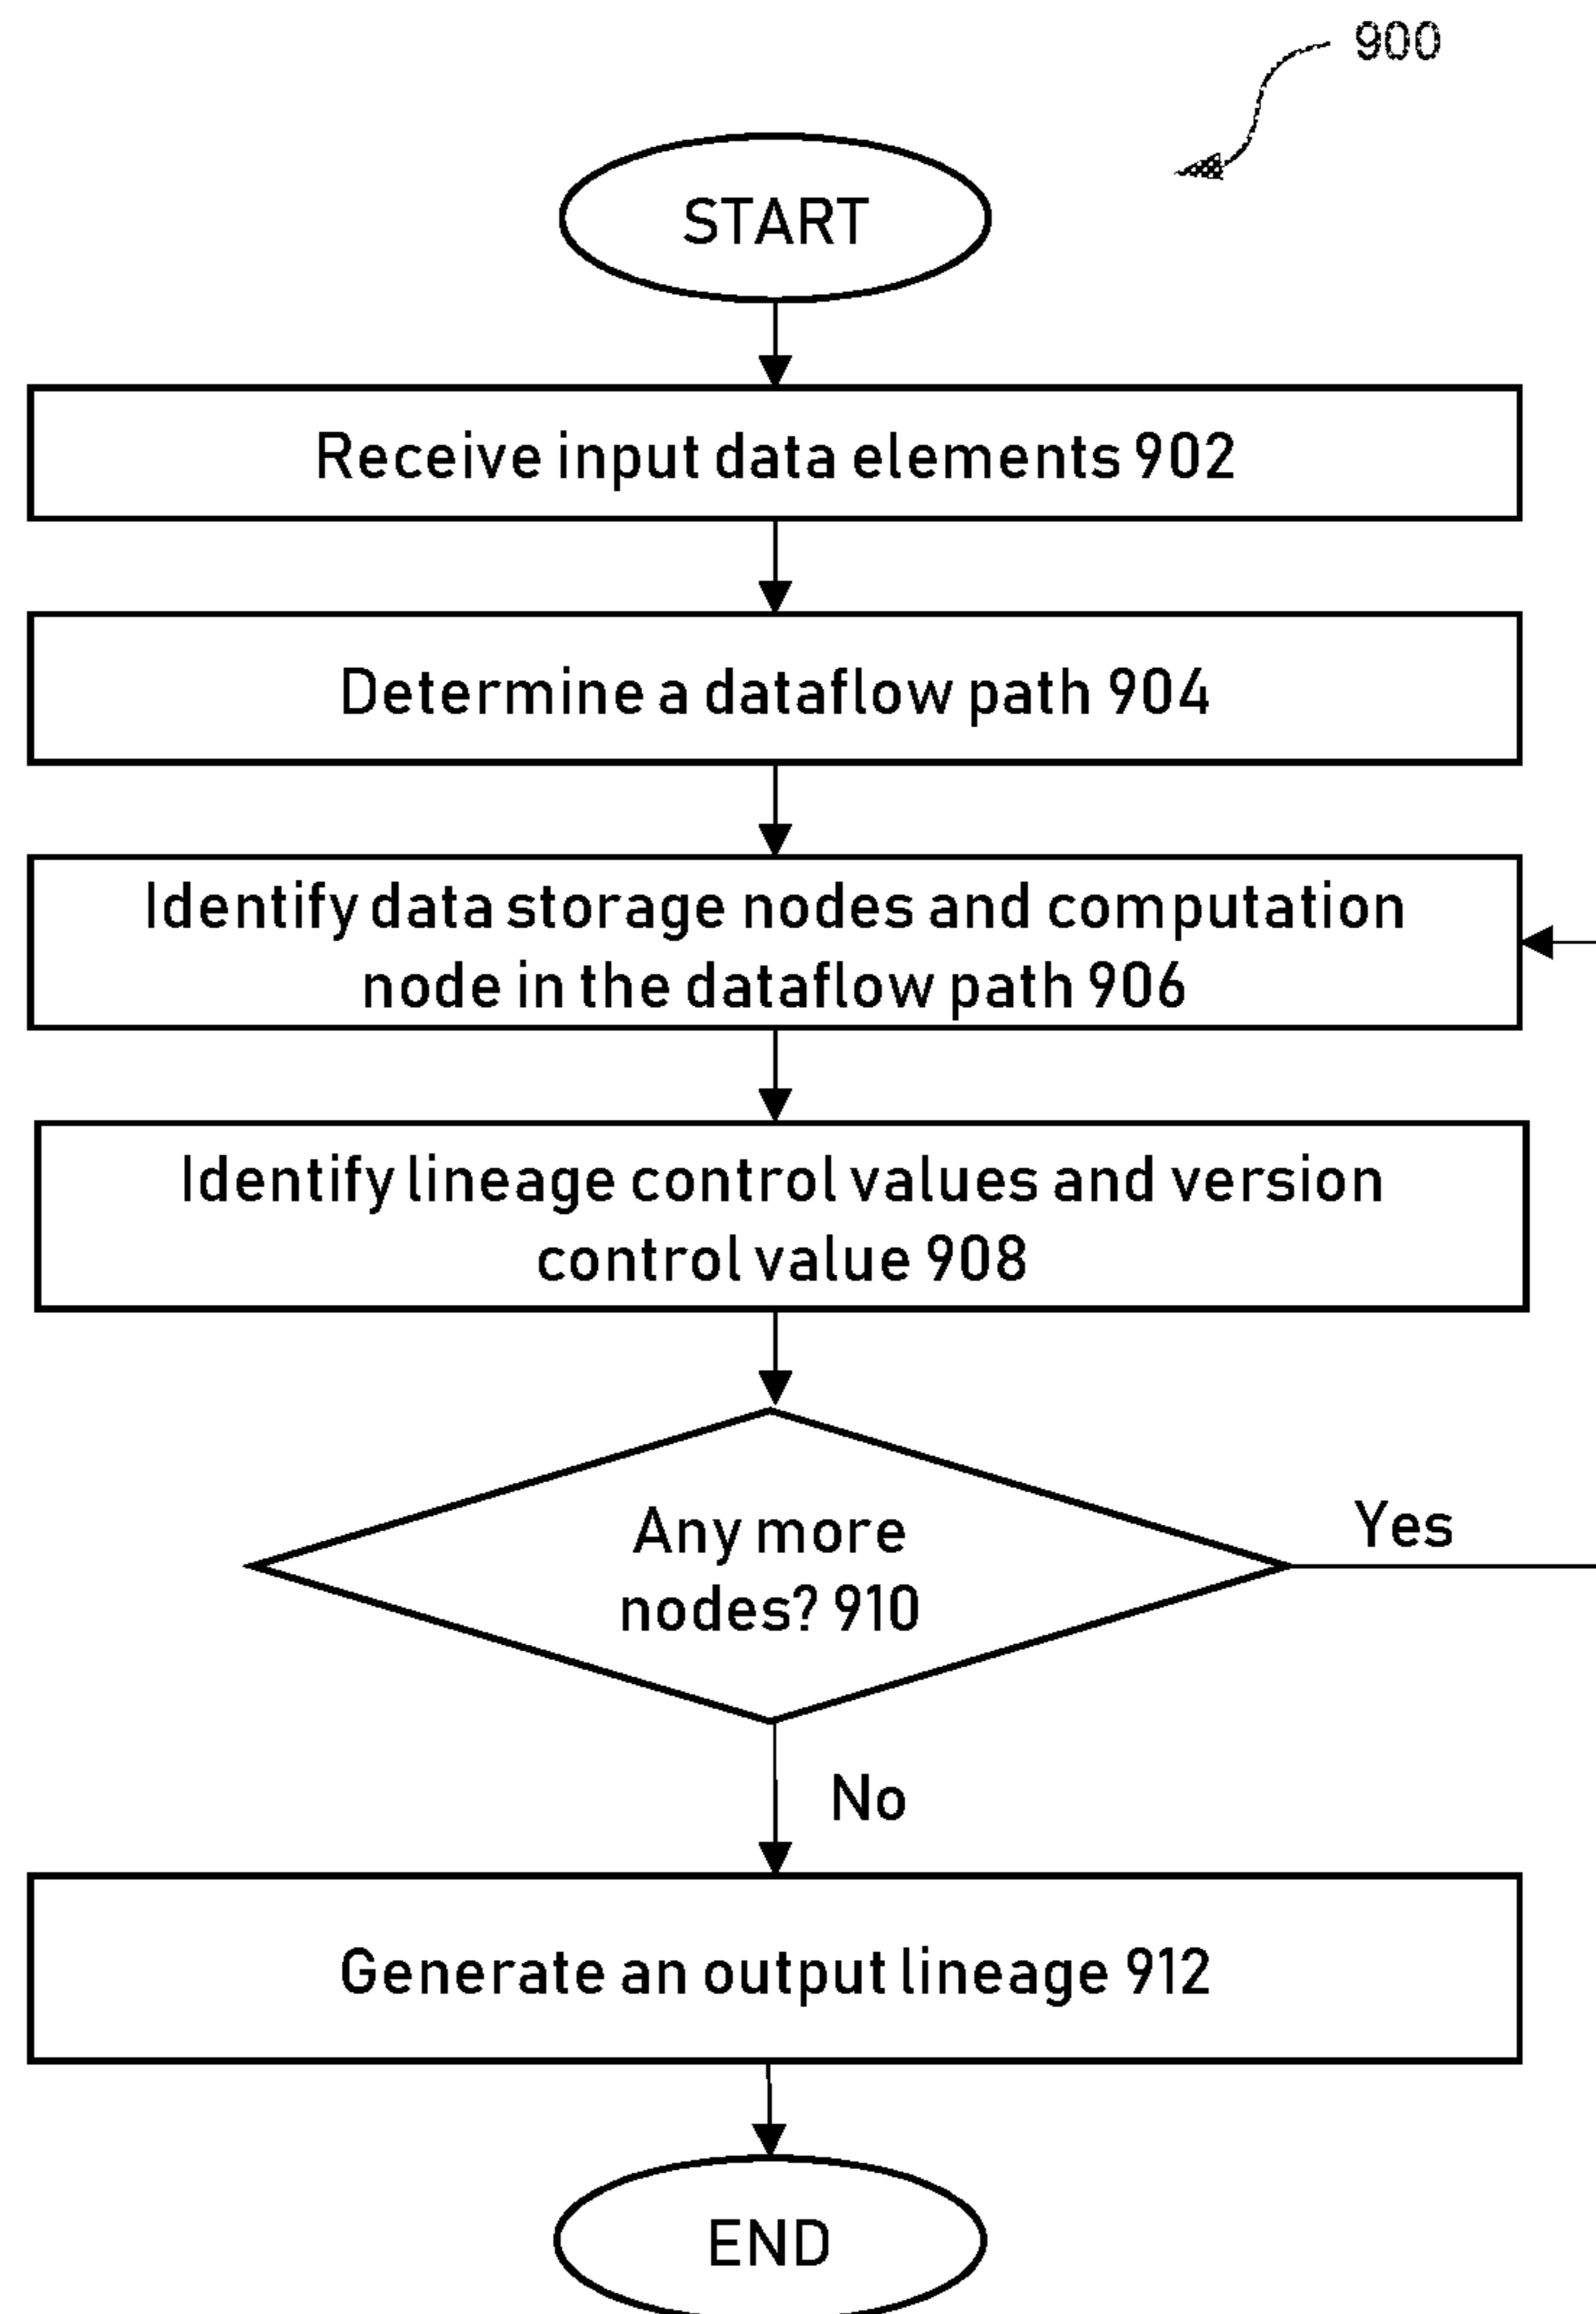 900
START
Receive input data elements 902
Determine a dataflow path 904
Identify data storage nodes and computation
node in the dataflow path 906
Identify lineage control values and version
control value 908
Any more
nodes? 910
Yes
No
Generate an output lineage 912
END